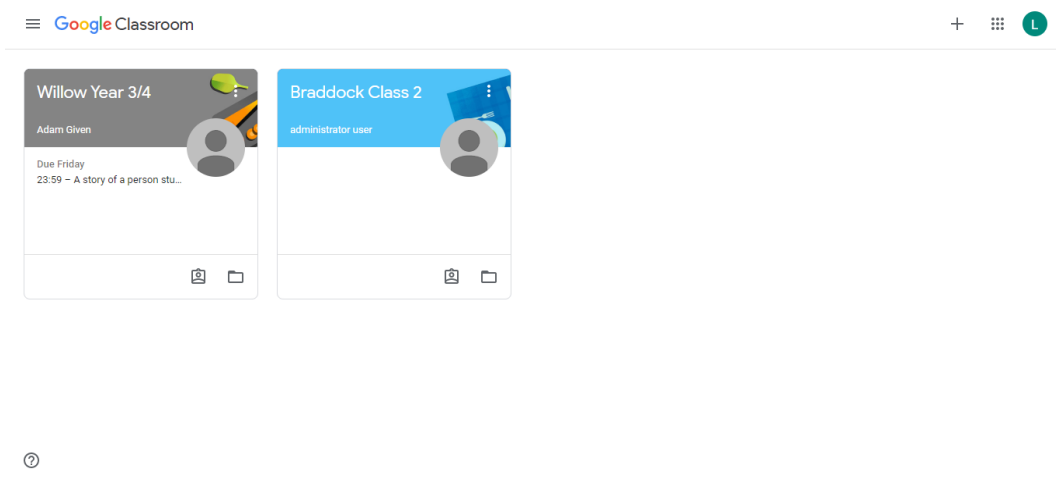 Google Classroom
L
Willow Year 3/4
Adam Given
Due Friday
23:59 – A story of a person stu...
Braddock Class 2
administrator user